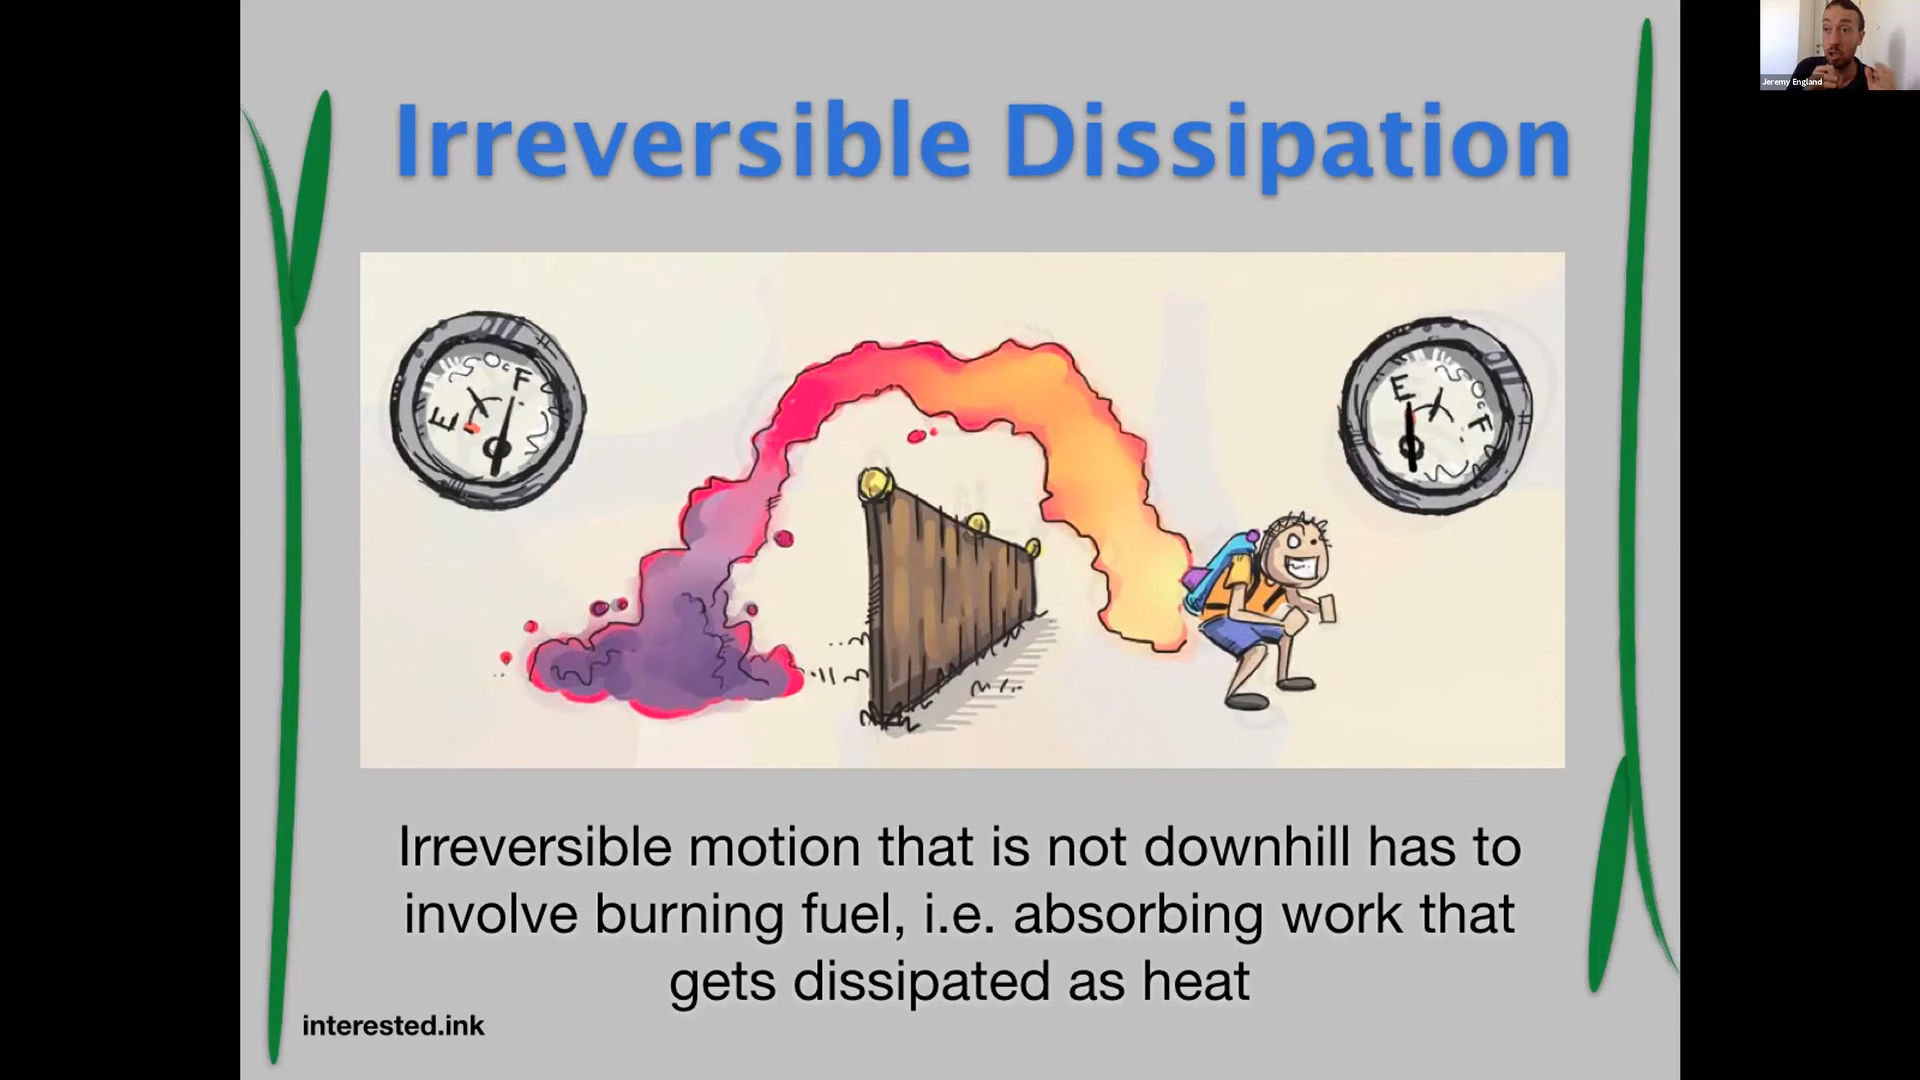 Irreversible Dissipation
Jeremy England
E F
E F
Irreversible motion that is not downhill has to
involve burning fuel, i.e. absorbing work that
gets dissipated as heat
interested.ink